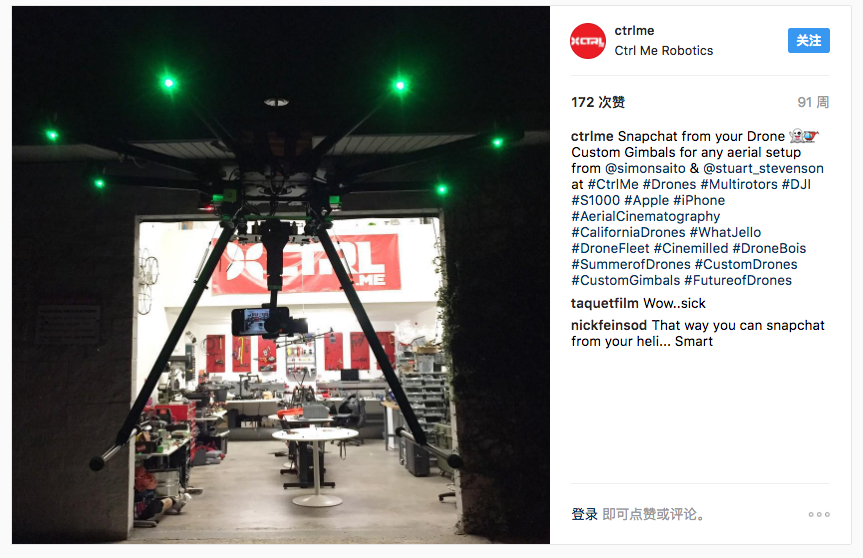 XCTRL
ctrlme
Ctrl Me Robotics
关注
172 次赞
91 周
ctrlme Snapchat from your Drone 👻🚁
Custom Gimbals for any aerial setup
from @simonsaito & @stuart_stevenson
at #CtrlMe #Drones #Multirotors #DJI
#S1000 #Apple #iPhone
#AerialCinematography
#CaliforniaDrones #WhatJello
#DroneFleet #Cinemilled #DroneBois
#SummerofDrones #CustomDrones
#CustomGimbals #FutureofDrones
taquetfilm Wow..sick
nickfeinsod That way you can snapchat
from your heli... Smart
登录 即可点赞或评论。
XCTRL
.ME